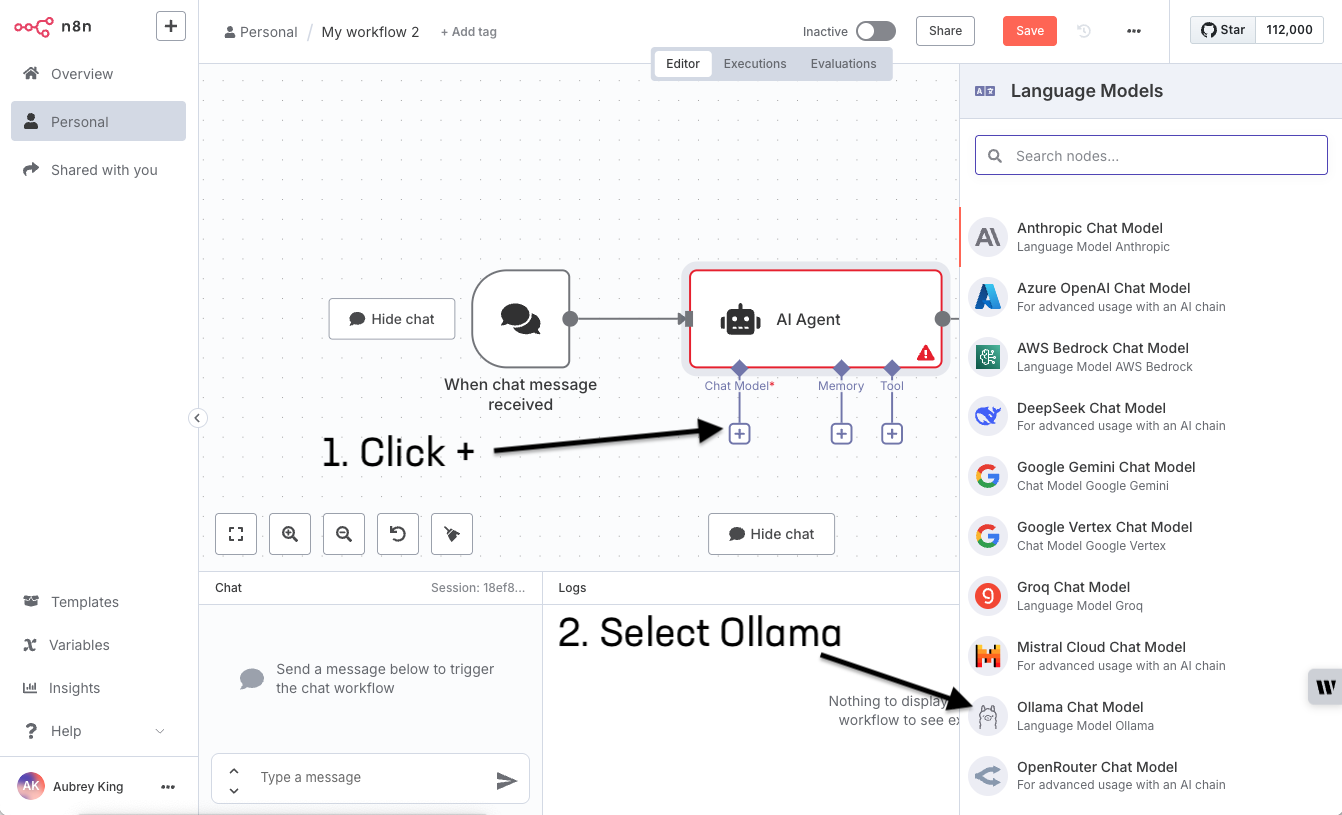 n8n
Personal / My workflow 2 + Add tag
Inactive
Share
Save
Star 112,000
Overview
Personal
Shared with you
Editor Executions Evaluations
Hide chat
When chat message
received
AI Agent
Chat Model* Memory Tool
1. Click +
Hide chat
Templates
Variables
Insights
Help
AK Aubrey King
Chat Session: 18ef8...
Send a message below to trigger
the chat workflow
Type a message
Logs
2. Select Ollama
Nothing to display
workflow to see ex
Language Models
Search nodes...
Anthropic Chat Model
Language Model Anthropic
Azure OpenAI Chat Model
For advanced usage with an AI chain
AWS Bedrock Chat Model
Language Model AWS Bedrock
DeepSeek Chat Model
For advanced usage with an AI chain
Google Gemini Chat Model
Chat Model Google Gemini
Google Vertex Chat Model
Chat Model Google Vertex
Groq Chat Model
Language Model Groq
Mistral Cloud Chat Model
For advanced usage with an AI chain
Ollama Chat Model
Language Model Ollama
OpenRouter Chat Model
For advanced usage with an AI chain